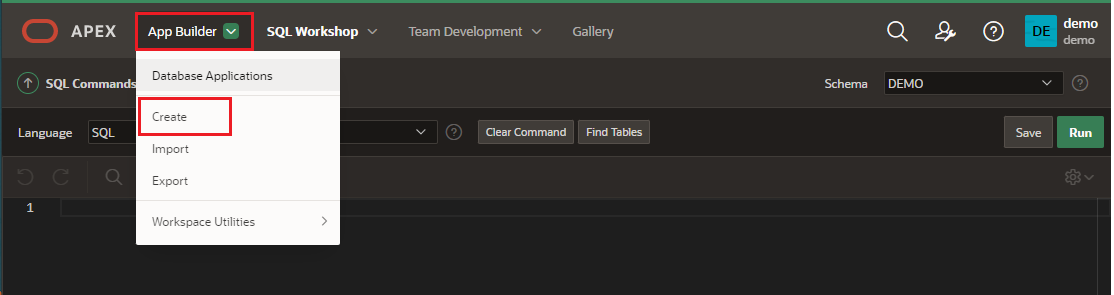 APEX App Builder SQL Workshop Team Development Gallery DE demo
demo
Database Applications
SQL Commands Schema DEMO
Create
Language SQL Clear Command Find Tables Save Run
Import
Export
1
Workspace Utilities